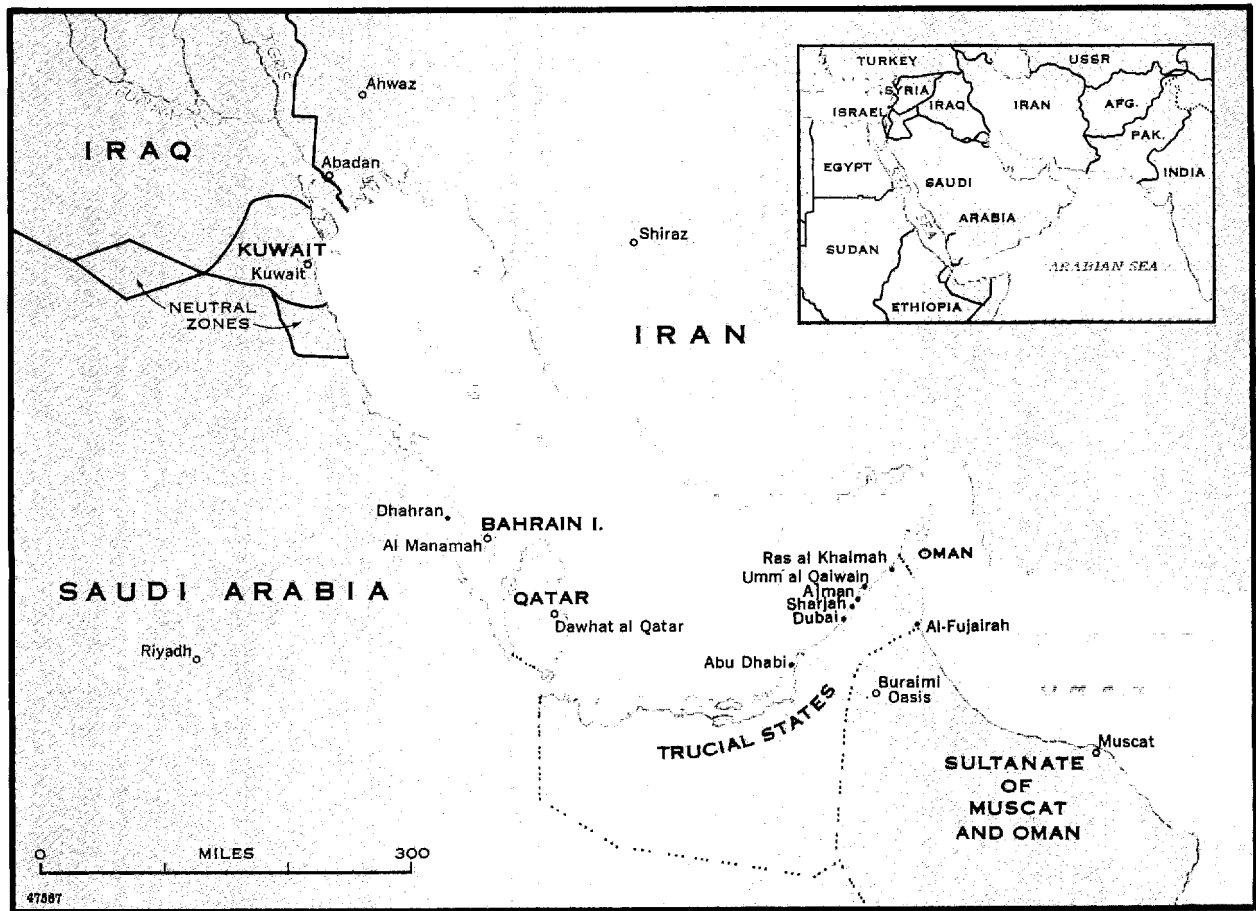 TIGRIS
Ahwaz
IRAQ
Abadan
KUWAIT
Kuwait
NEUTRAL
ZONES
Shiraz
IRAN
TURKEY
USSR
SYRIA
ISRAEL
IRAQ
IRAN
AFG.
PAK.
EGYPT
INDIA
SAUDI
ARABIA
SEA
SUDAN
ARABIAN SEA
ETHIOPIA
Dhahran
BAHRAIN I.
Al Manamah
SAUDI ARABIA
QATAR
Dawhat al Qatar
Riyadh
Ras al Khaimah
OMAN
Umm al Qaiwain
Ajman
Sharjah
Dubai
Al-Fujairah
Abu Dhabi
Buraimi
Oasis
TRUCIAL STATES
Muscat
SULTANATE
OF
MUSCAT
AND OMAN
0 MILES 300
47567